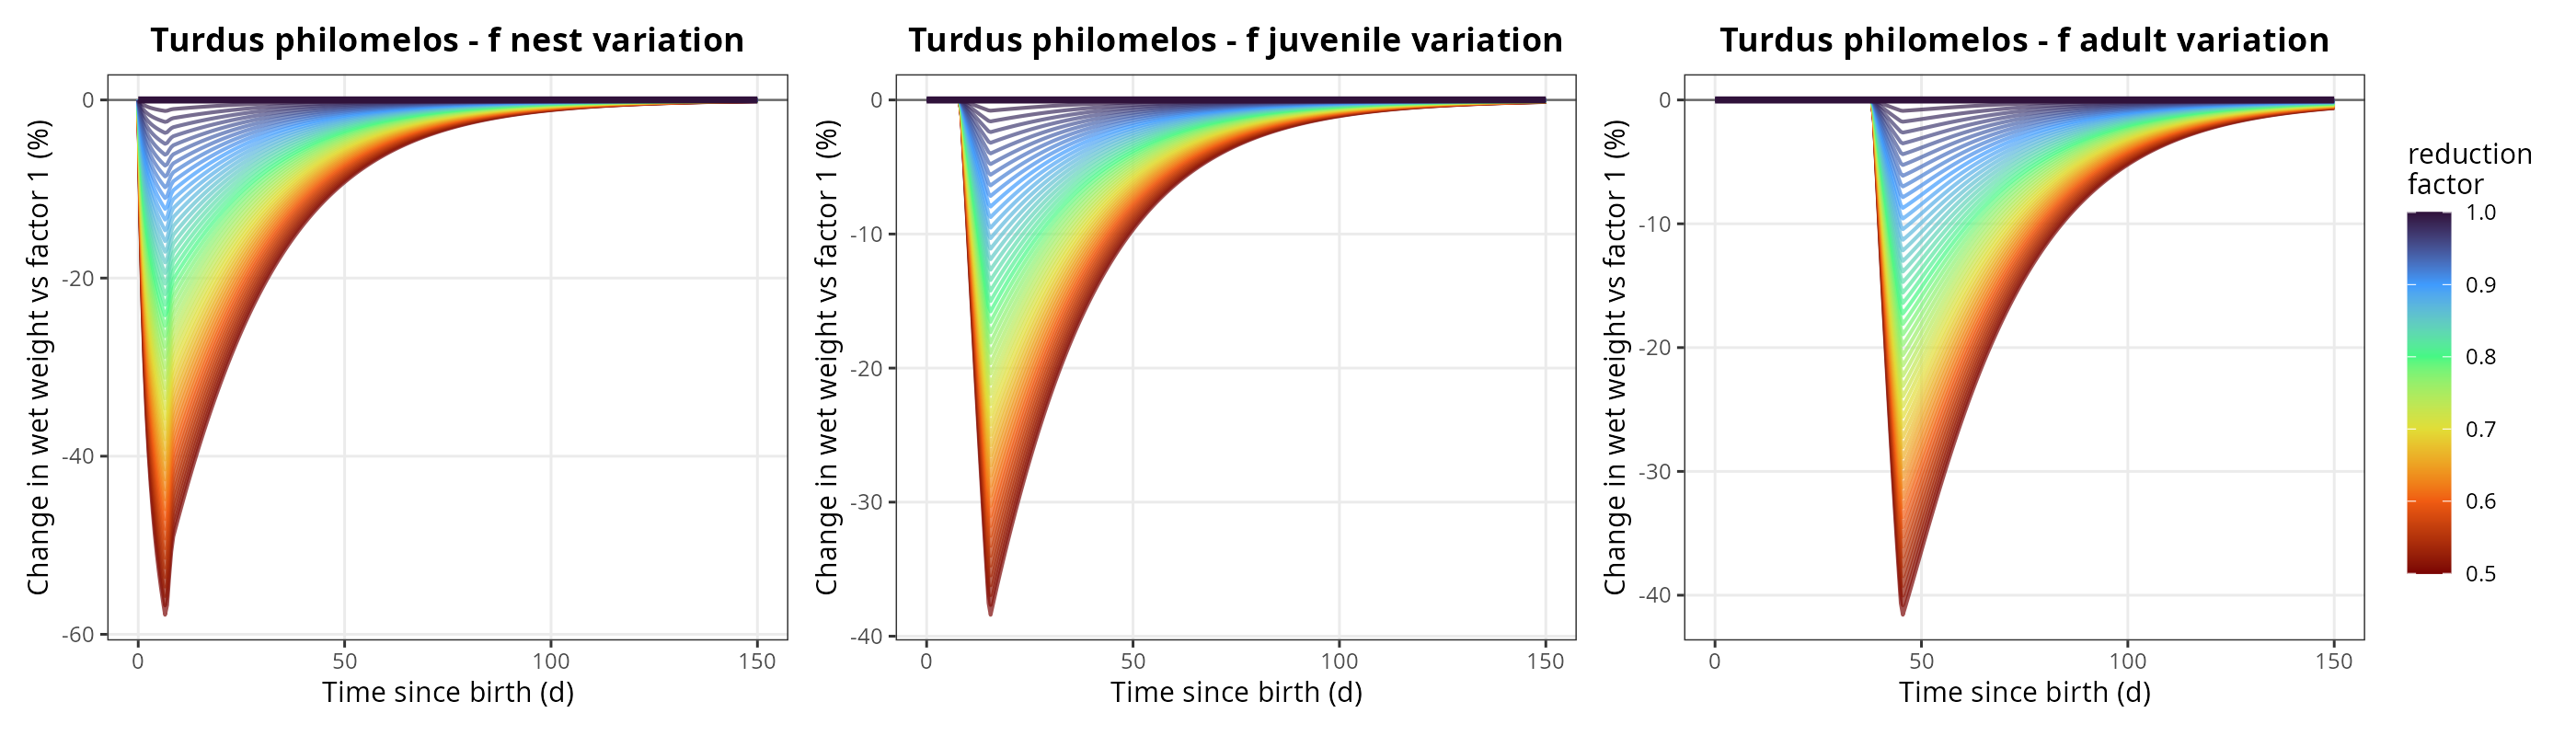 Turdus philomelos - f nest variation
Change in wet weight vs factor 1 (%)
0
-20
-40
-60
0
50
100
150
Time since birth (d)
Turdus philomelos - f juvenile variation
Change in wet weight vs factor 1 (%)
0
-10
-20
-30
-40
0
50
100
150
Time since birth (d)
Turdus philomelos - f adult variation
Change in wet weight vs factor 1 (%)
0
-10
-20
-30
-40
0
50
100
150
Time since birth (d)
reduction
factor
1.0
0.9
0.8
0.7
0.6
0.5